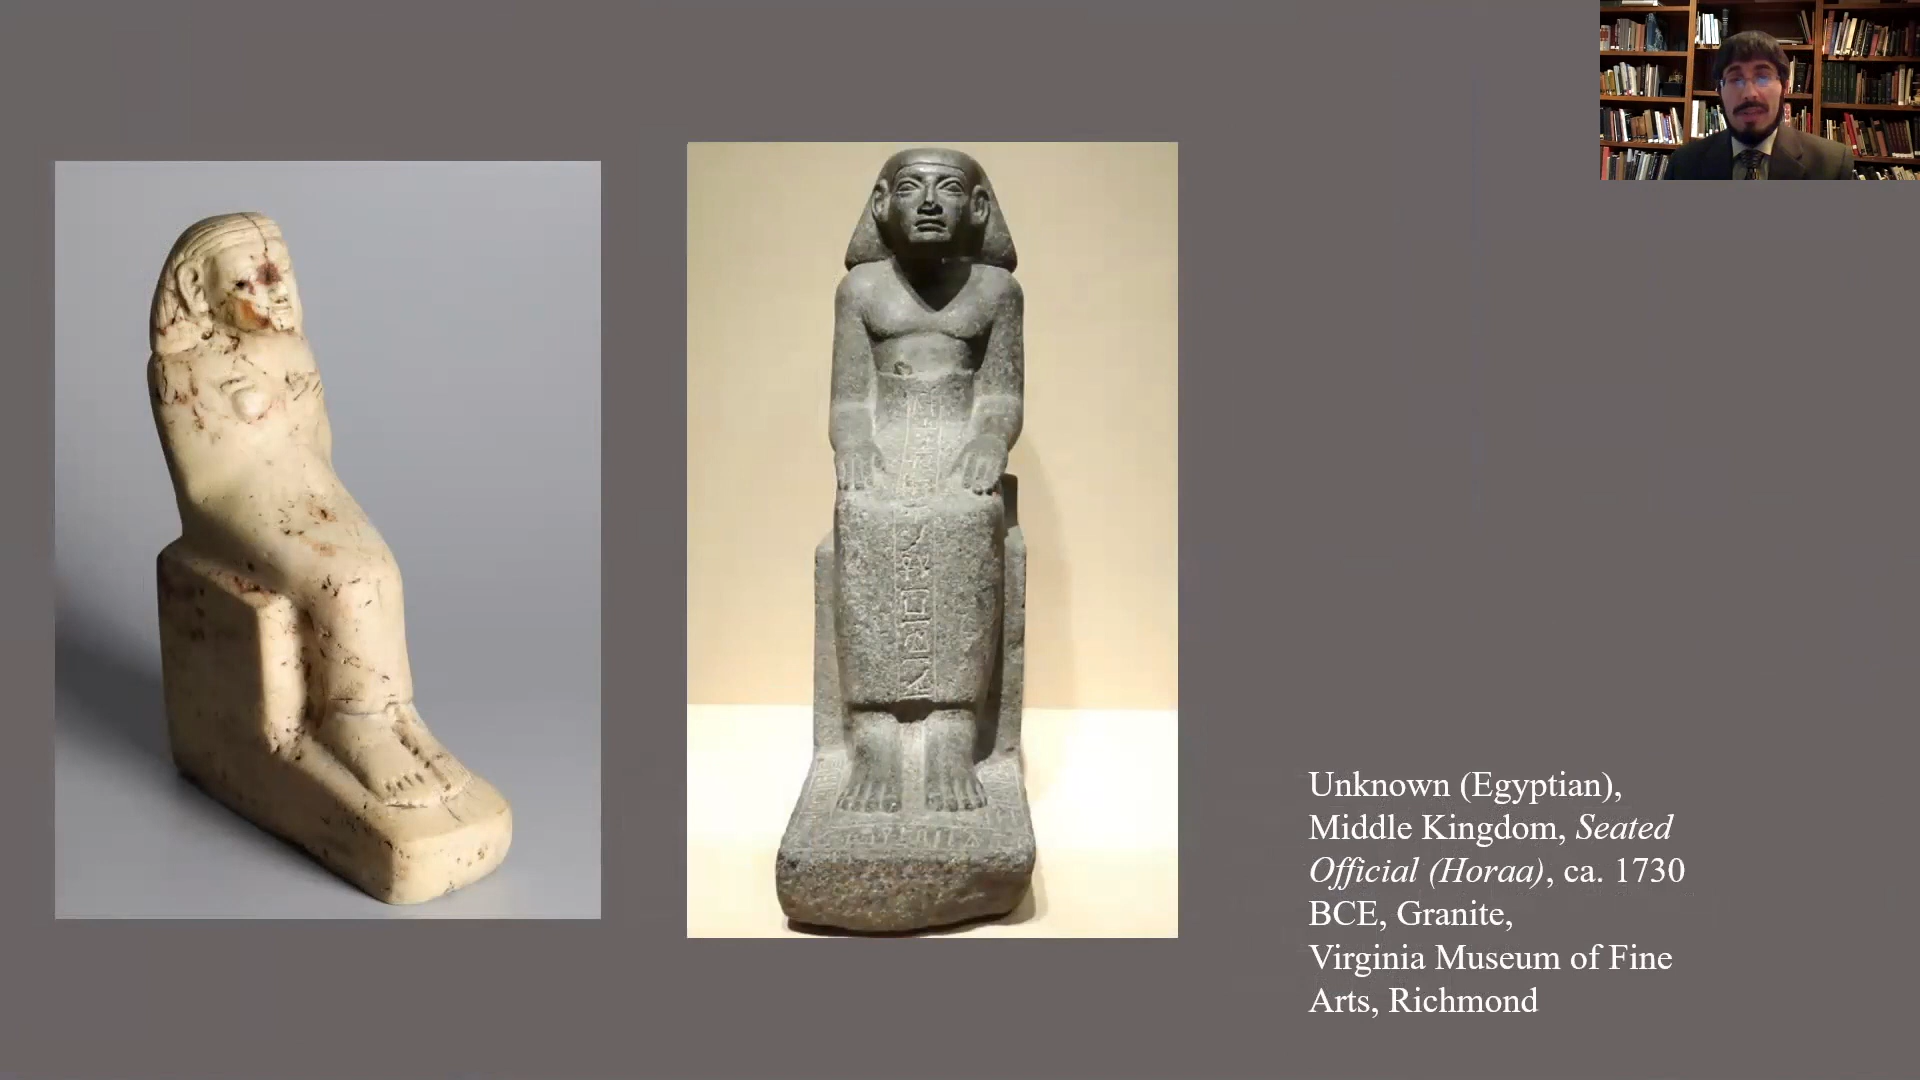 Unknown (Egyptian),
Middle Kingdom, Seated
Official (Horaa), ca. 1730
BCE, Granite,
Virginia Museum of Fine
Arts, Richmond